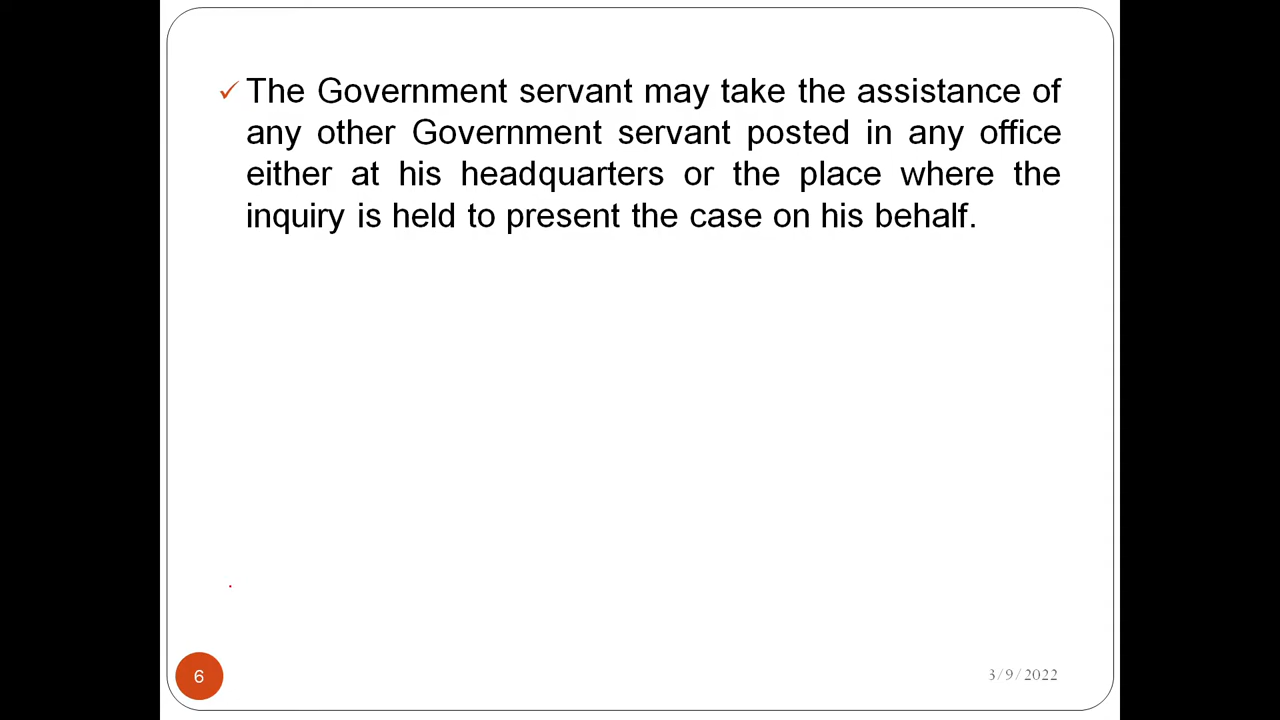 The Government servant may take the assistance of
any other Government servant posted in any office
either at his headquarters or the place where the
inquiry is held to present the case on his behalf.
6
3/9/2022